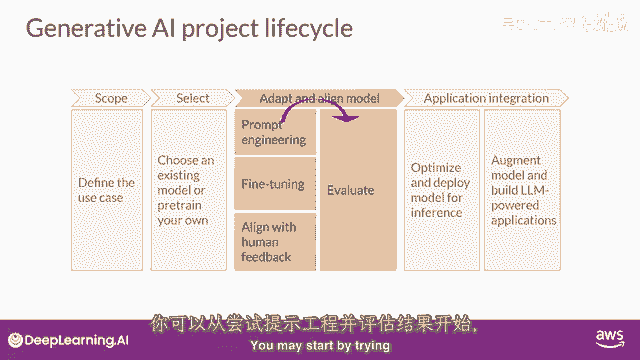 Generative AI project lifecycle
Scope
Select
Adapt and align model
Application integration
Define the
use case
Choose an
existing
model or
pretrain
your own
Prompt
engineering
Fine-tuning
Align with
human
feedback
Evaluate
Optimize
and deploy
model for
inference
Augment
model and
build LLM-
powered
applications
你可以从尝试提示工程并评估结果开始,
You may start by trying
DeepLearning.AI
aws